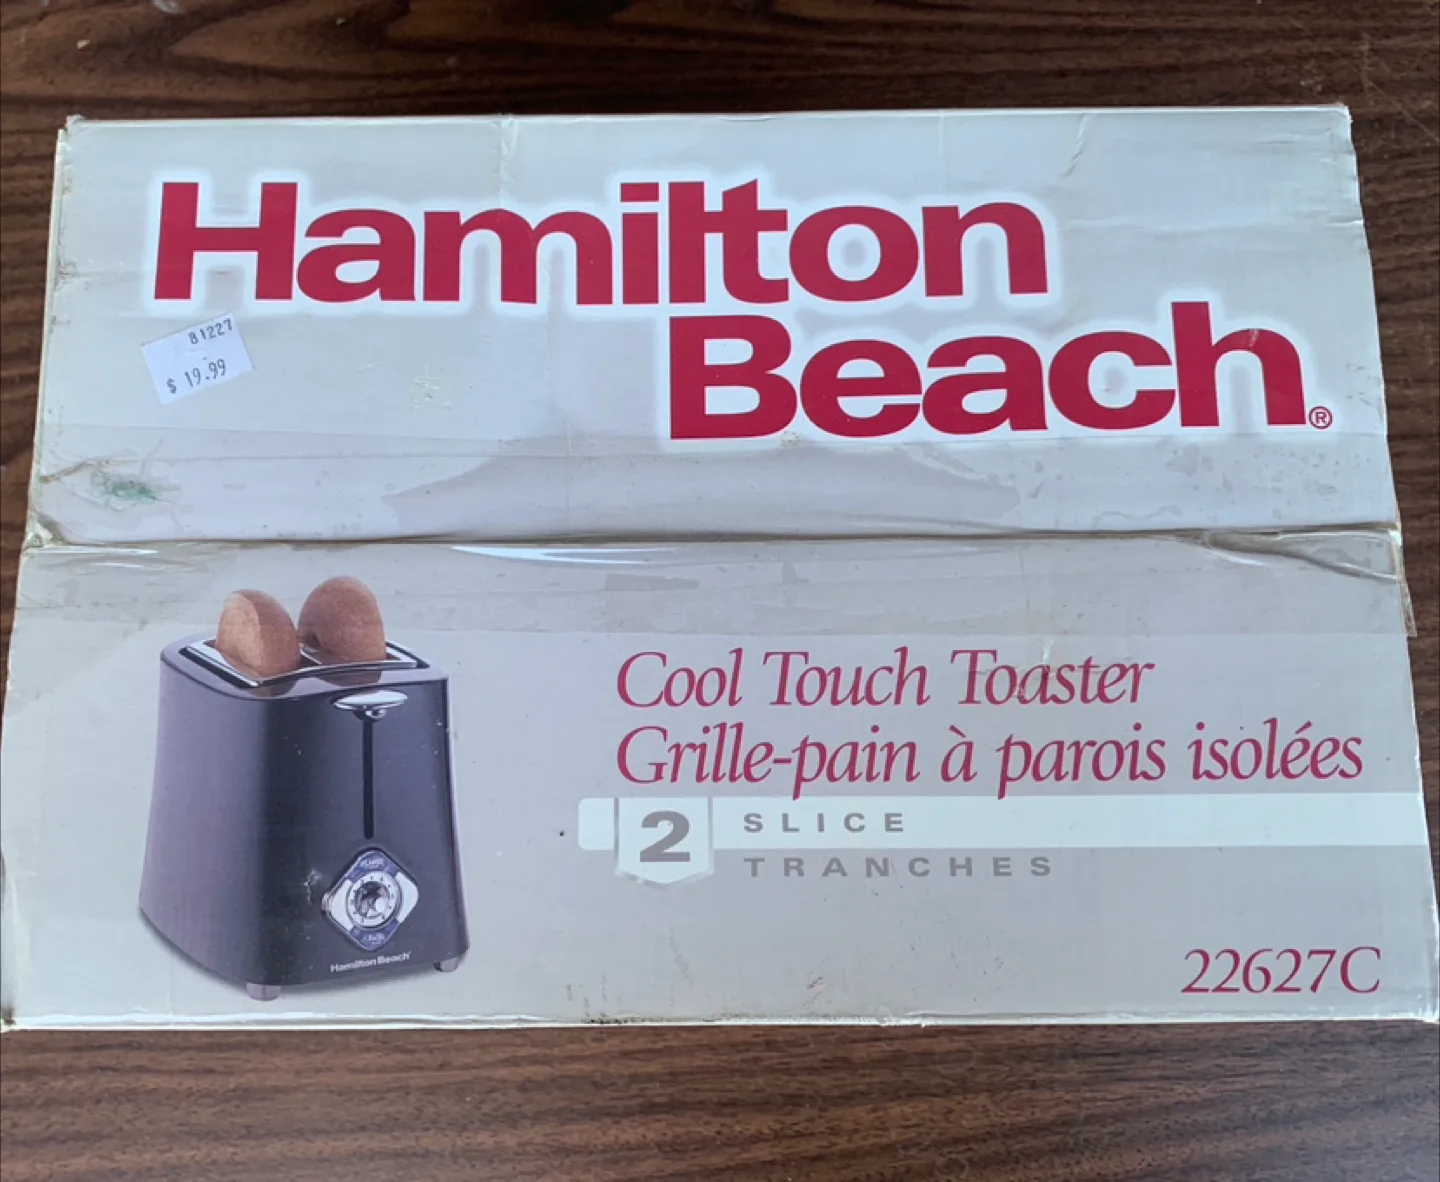 Hamilton
Beach®
81227
$ 19.99
Cool Touch Toaster
Grille-pain à parois isolées
2 SLICE
TRANCHES
Hamilton Beach
22627C